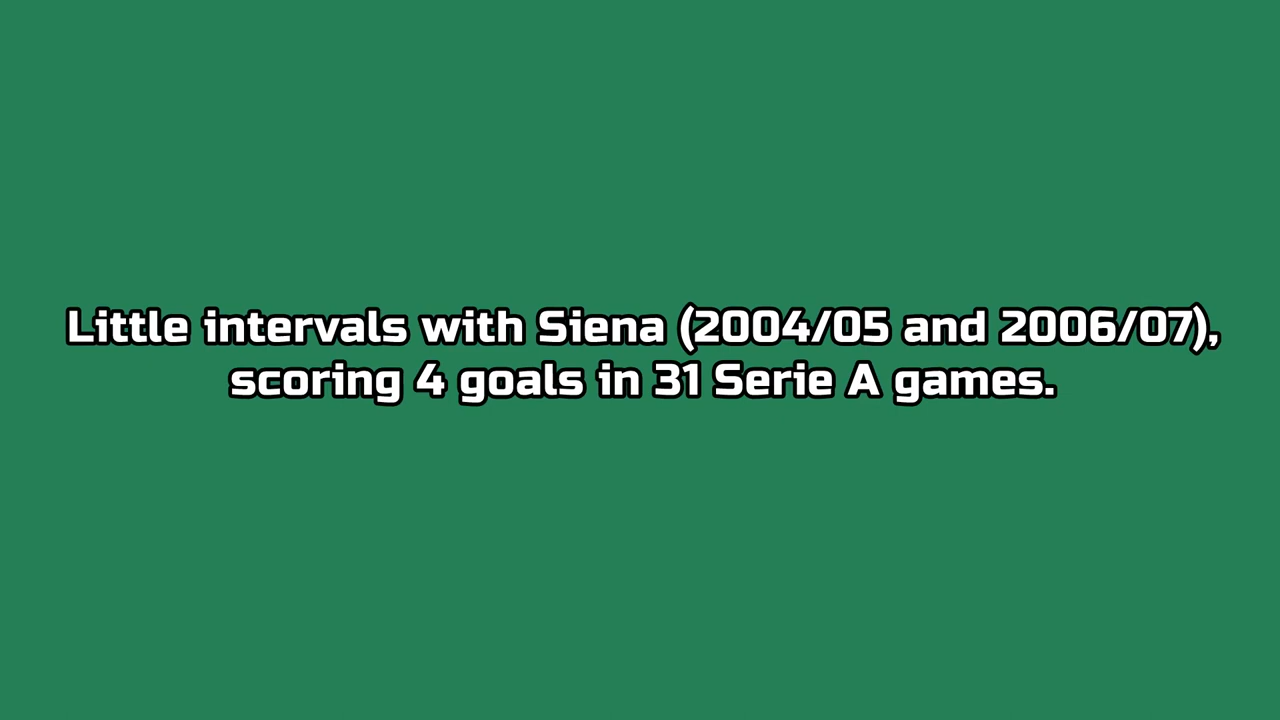 Little intervals with Siena (2004/05 and 2006/07),
scoring 4 goals in 31 Serie A games.